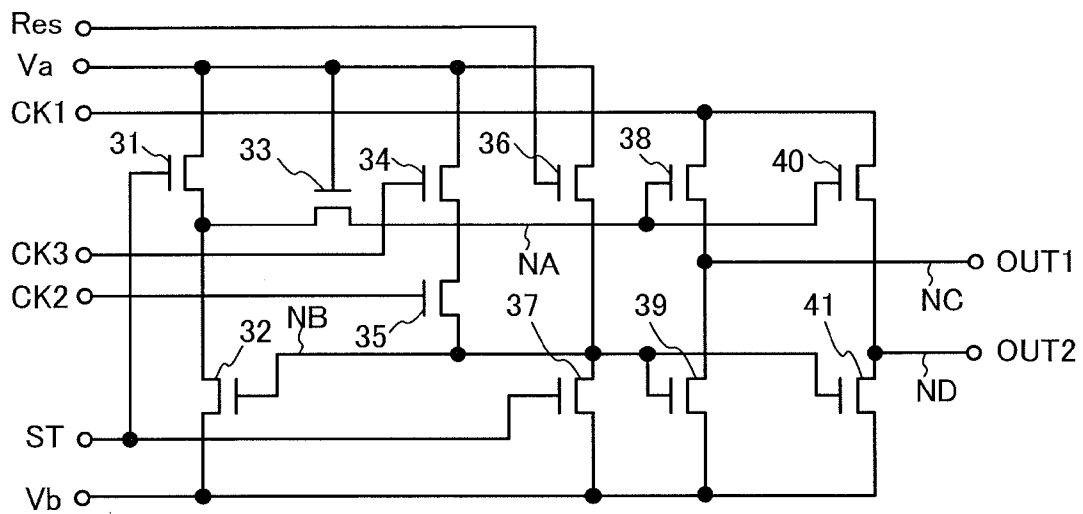 Res
Va
CK1
31
33
34
36
38
40
CK3
NA
OUT1
CK2
NC
NB
35
32
37
39
41
OUT2
ND
ST
Vb